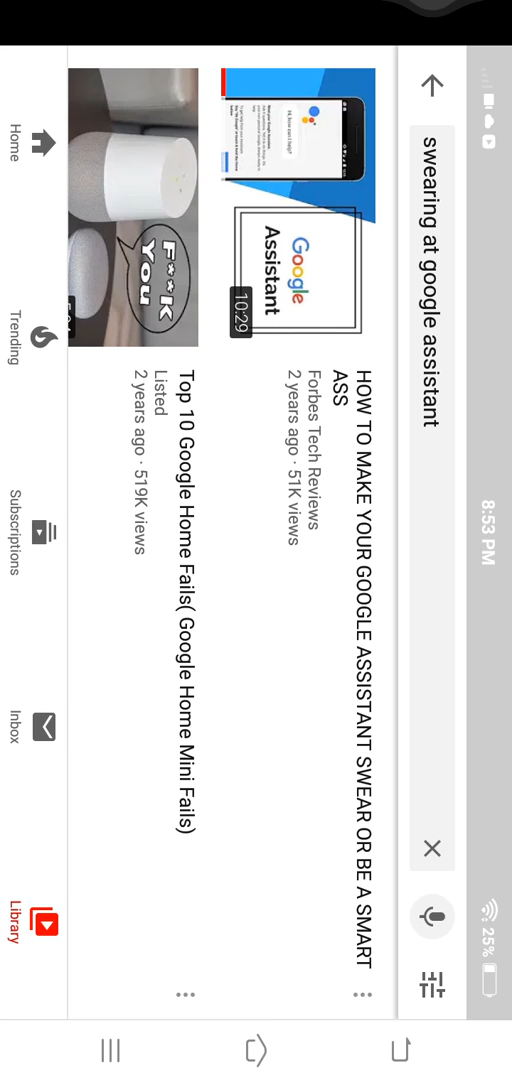 8:53 PM
25%
swearing at google assistant
Google
Assistant
10:29
HOW TO MAKE YOUR GOOGLE ASSISTANT SWEAR OR BE A SMART
ASS
Forbes Tech Reviews
2 years ago · 51K views
F**K
You
Top 10 Google Home Fails( Google Home Mini Fails)
Listed
2 years ago · 519K views
Home
Trending
Subscriptions
Inbox
Library